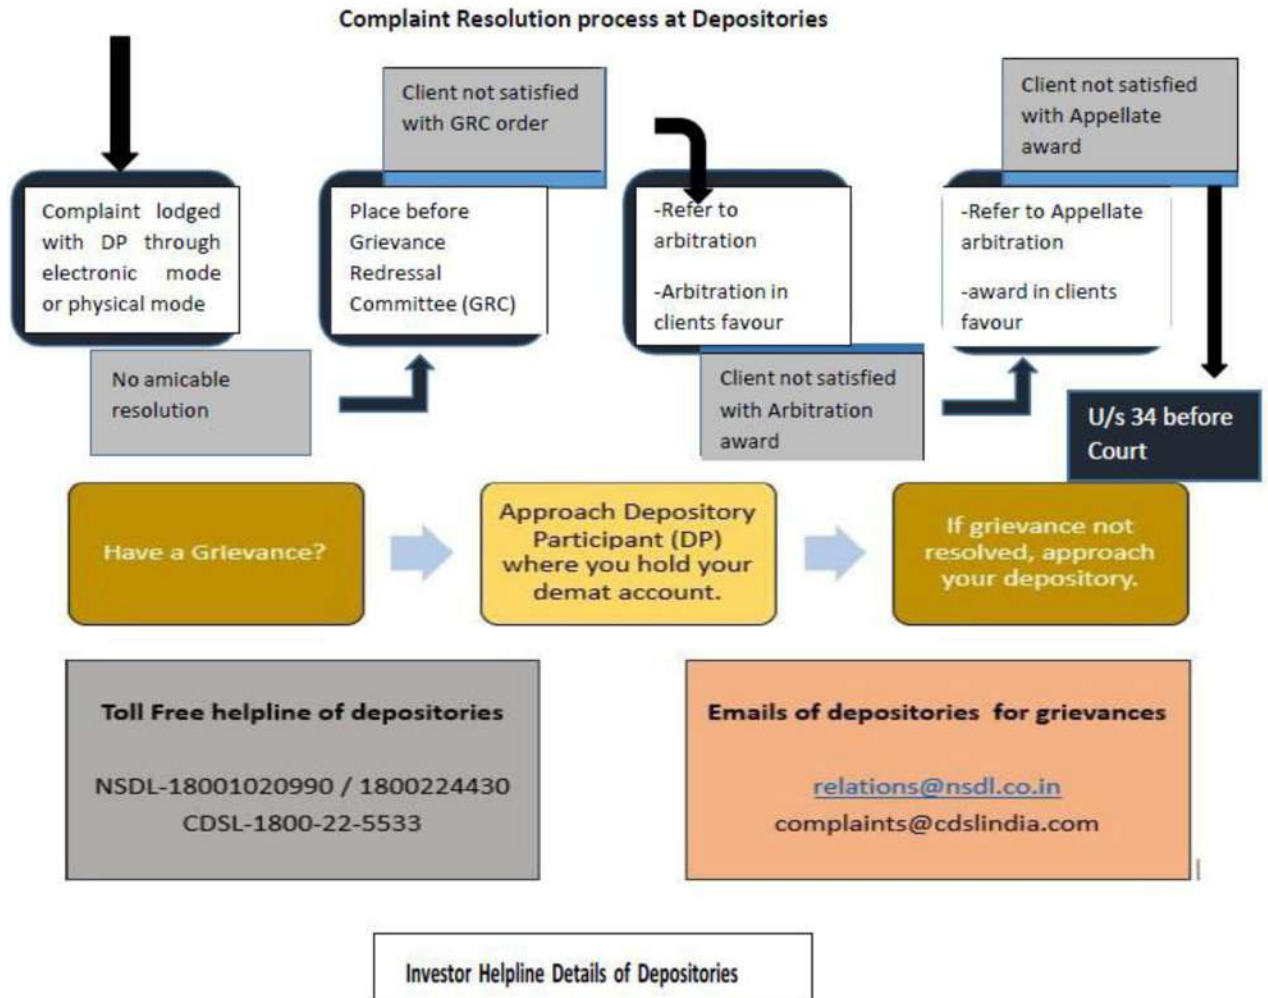 Complaint Resolution process at Depositories
Client not satisfied
with GRC order
Client not satisfied
with Appellate
award
Complaint lodged
with DP through
electronic mode
or physical mode
Place before
Grievance
Redressal
Committee (GRC)
-Refer to
arbitration
-Arbitration in
clients favour
-Refer to Appellate
arbitration
-award in clients
favour
No amicable
resolution
Client not satisfied
with Arbitration
award
U/s 34 before
Court
Have a Grievance?
Approach Depository
Participant (DP)
where you hold your
demat account.
If grievance not
resolved, approach
your depository.
Toll Free helpline of depositories
NSDL-18001020990 / 1800224430
CDSL-1800-22-5533
Emails of depositories for grievances
relations@nsdl.co.in
complaints@cdslindia.com
Investor Helpline Details of Depositories